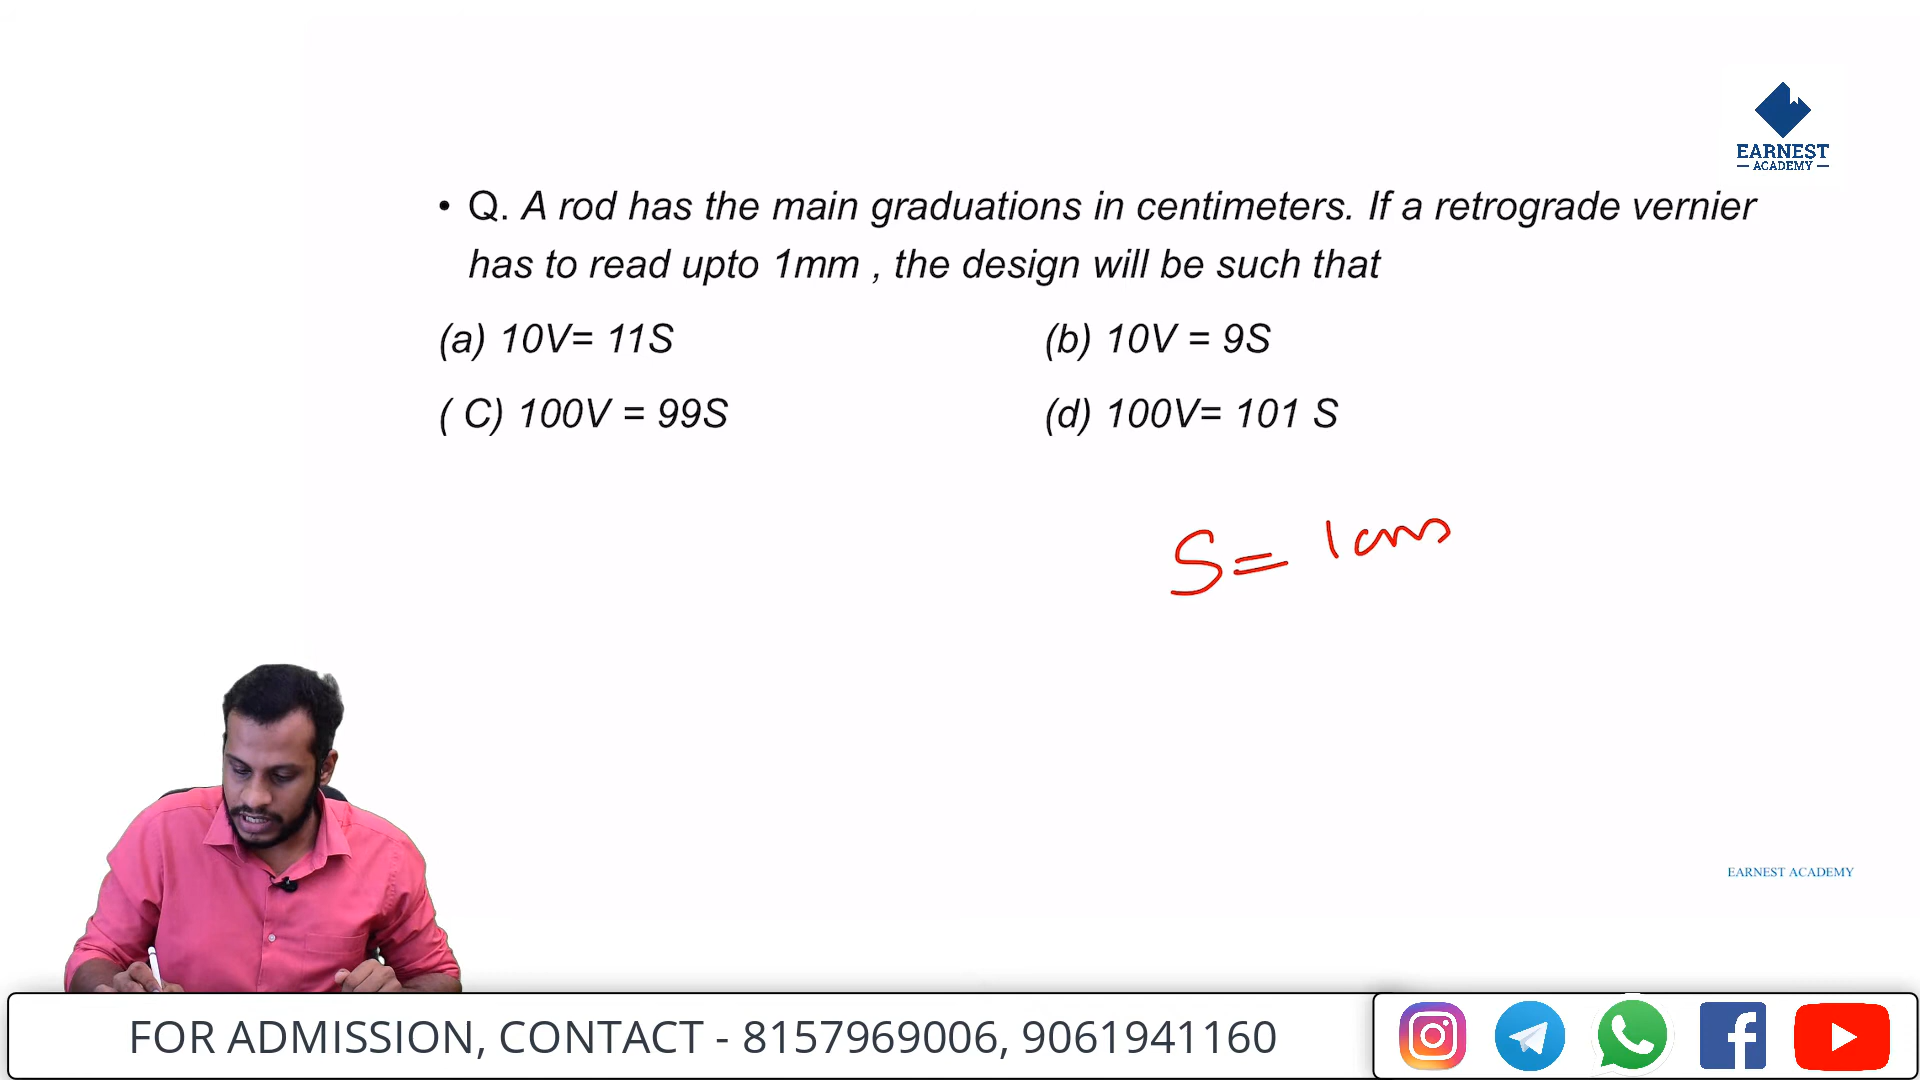 EARNEST
ACADEMY
• Q. A rod has the main graduations in centimeters. If a retrograde vernier
has to read upto 1mm , the design will be such that
(a) 10V= 11S (b) 10V = 9S
( C) 100V = 99S (d) 100V= 101 S
S= 1cm
EARNEST ACADEMY
FOR ADMISSION, CONTACT - 8157969006, 9061941160